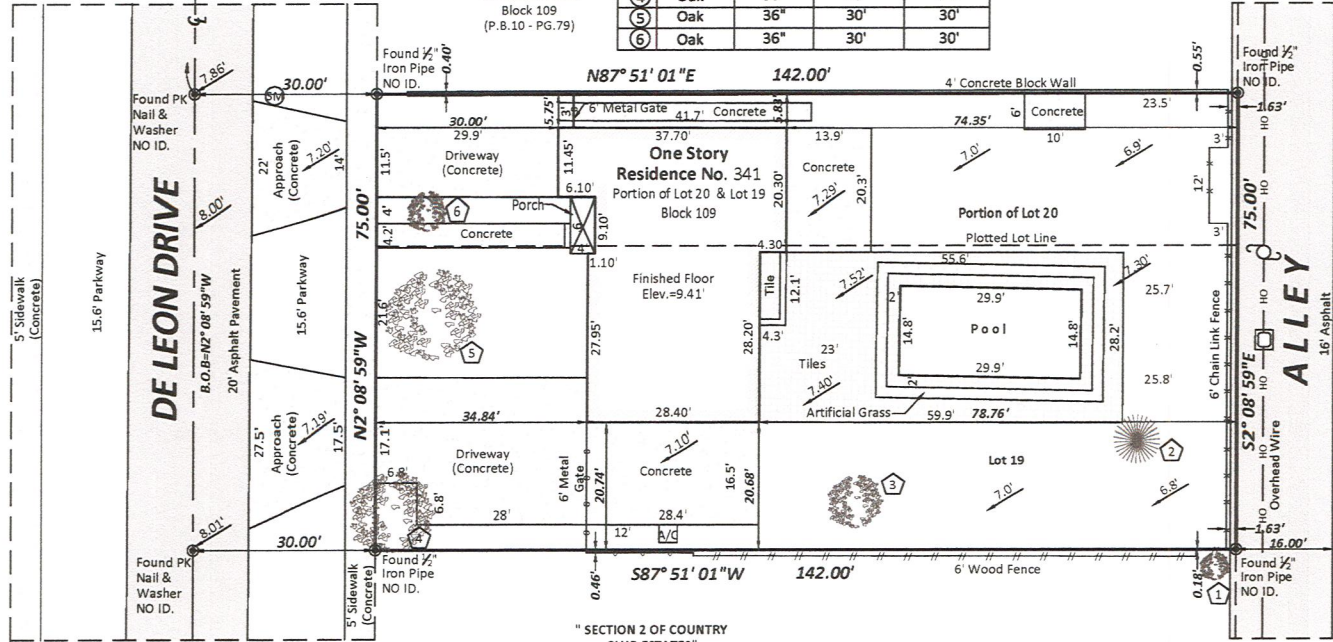 Block 109
(P.B.10 - PG.79)
5 Oak 36" 30' 30'
6 Oak 36" 30' 30'
Found ½"
Iron Pipe
NO ID.
0.40'
N87° 51' 01"E 142.00'
4' Concrete Block Wall
0.55'
Found ½"
Iron Pipe
NO ID.
1.63'
7.86'
30.00'
SM
Found PK
Nail &
Washer
NO ID.
5.75'
3'
6' Metal Gate
41.7'
Concrete
5.83'
6'
Concrete
10'
23.5'
30.00'
29.9'
37.70'
13.9'
74.35'
3'
22'
Approach
(Concrete)
7.20'
14'
11.5'
Driveway
(Concrete)
11.45'
One Story
Residence No. 341
Portion of Lot 20 & Lot 19
Block 109
20.30'
Concrete
7.29'
20.3'
7.0'
6.9'
12'
3'
6.10'
Porch
6'
4'
9.10'
1.10'
4'
6
4.2'
Concrete
Portion of Lot 20
Plotted Lot Line
4.30
DE LEON DRIVE
8.00'
B.O.B=N2° 08' 59"W
20' Asphalt Pavement
15.6' Parkway
15.6' Parkway
5' Sidewalk
(Concrete)
75.00'
N2° 08' 59"W
21.6'
5
Finished Floor
Elev.=9.41'
27.95'
28.20'
Tile
12.1'
4.3'
7.52'
55.6'
7.30'
2'
29.9'
14.8'
Pool
14.8'
29.9'
2'
28.2'
25.7'
25.8'
23'
Tiles
7.40'
Artificial Grass
59.9'
78.76'
6' Chain Link Fence
75.00'
S2° 08' 59"E
HO
HO
HO
HO
HO
Overhead Wire
ALLEY
16' Asphalt
34.84'
28.40'
27.5'
Approach
(Concrete)
7.19'
17.5'
17.1'
Driveway
(Concrete)
6' Metal
Gate
20.74'
7.10'
Concrete
16.5'
20.68'
Lot 19
2
3
7.0'
6.8'
6.8'
6.8'
28'
28.4'
12'
A/C
4
8.01'
30.00'
1.63'
16.00'
Found PK
Nail &
Washer
NO ID.
5' Sidewalk
(Concrete)
Found ½"
Iron Pipe
NO ID.
0.46'
S87° 51' 01"W 142.00'
6' Wood Fence
0.18'
1
Found ½"
Iron Pipe
NO ID.
" SECTION 2 OF COUNTRY